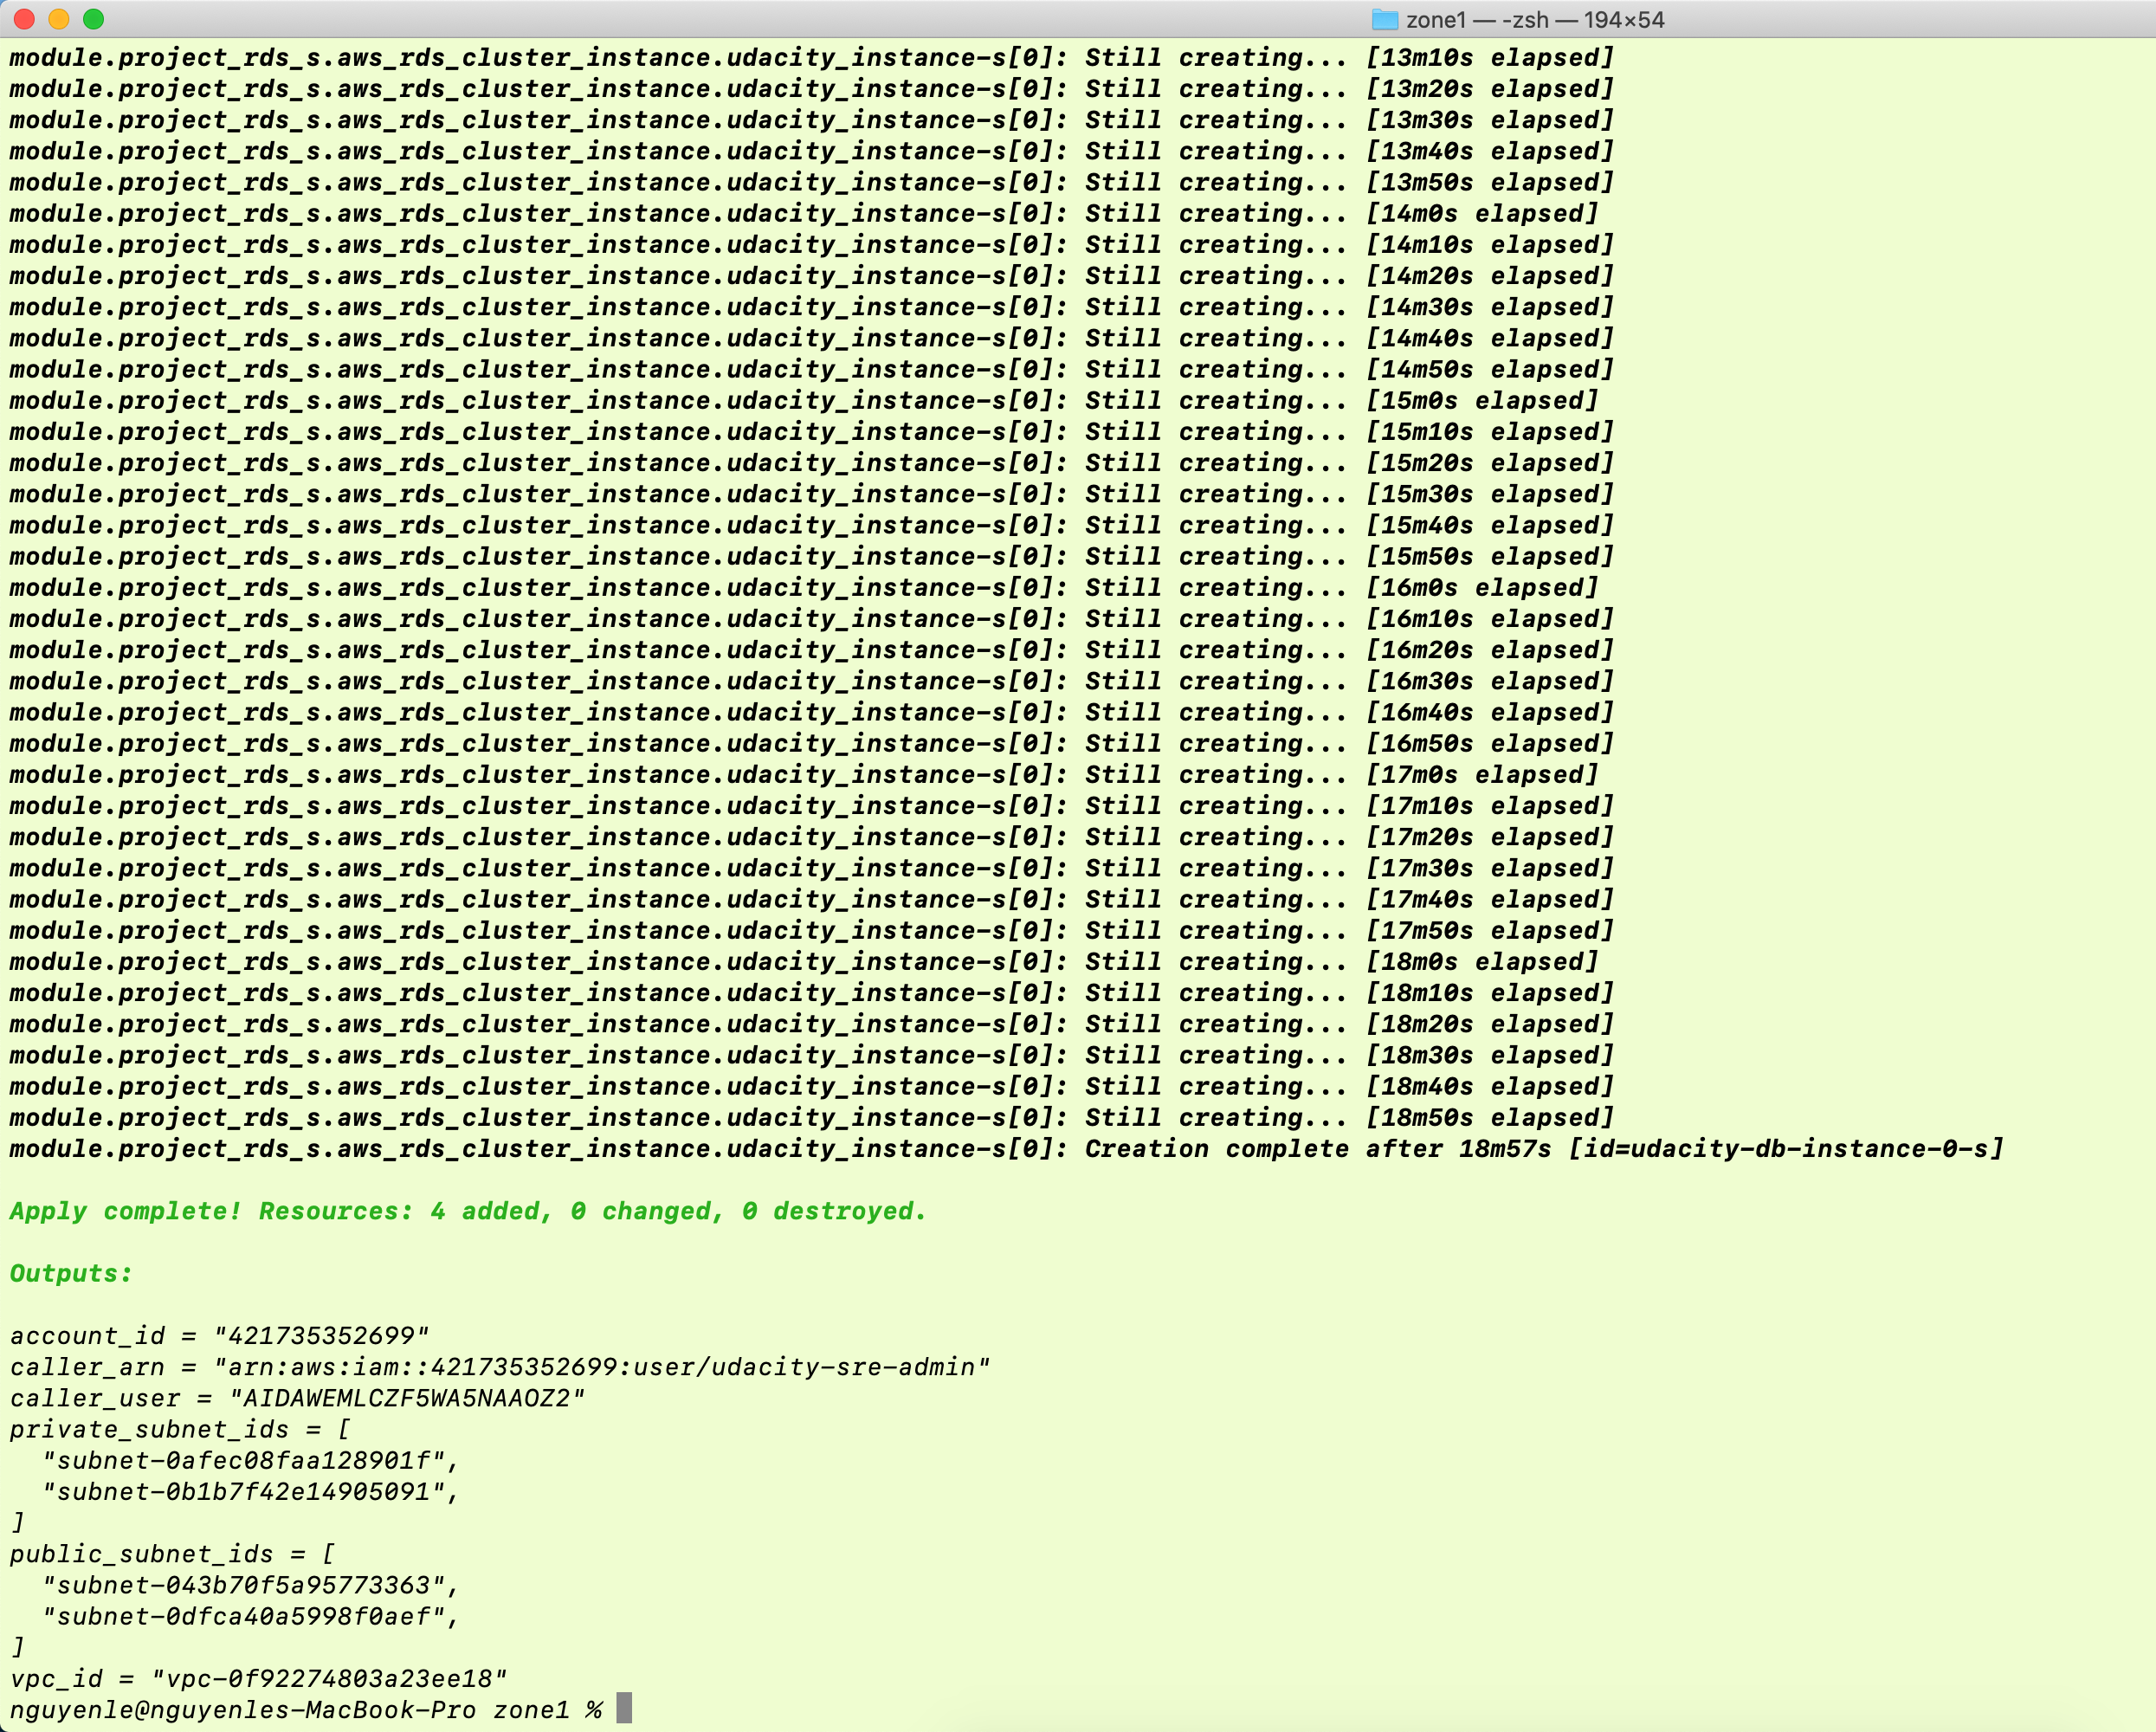 zone1 — -zsh — 194×54
module.project_rds_s.aws_rds_cluster_instance.udacity_instance-s[0]: Still creating... [13m10s elapsed]
module.project_rds_s.aws_rds_cluster_instance.udacity_instance-s[0]: Still creating... [13m20s elapsed]
module.project_rds_s.aws_rds_cluster_instance.udacity_instance-s[0]: Still creating... [13m30s elapsed]
module.project_rds_s.aws_rds_cluster_instance.udacity_instance-s[0]: Still creating... [13m40s elapsed]
module.project_rds_s.aws_rds_cluster_instance.udacity_instance-s[0]: Still creating... [13m50s elapsed]
module.project_rds_s.aws_rds_cluster_instance.udacity_instance-s[0]: Still creating... [14m0s elapsed]
module.project_rds_s.aws_rds_cluster_instance.udacity_instance-s[0]: Still creating... [14m10s elapsed]
module.project_rds_s.aws_rds_cluster_instance.udacity_instance-s[0]: Still creating... [14m20s elapsed]
module.project_rds_s.aws_rds_cluster_instance.udacity_instance-s[0]: Still creating... [14m30s elapsed]
module.project_rds_s.aws_rds_cluster_instance.udacity_instance-s[0]: Still creating... [14m40s elapsed]
module.project_rds_s.aws_rds_cluster_instance.udacity_instance-s[0]: Still creating... [14m50s elapsed]
module.project_rds_s.aws_rds_cluster_instance.udacity_instance-s[0]: Still creating... [15m0s elapsed]
module.project_rds_s.aws_rds_cluster_instance.udacity_instance-s[0]: Still creating... [15m10s elapsed]
module.project_rds_s.aws_rds_cluster_instance.udacity_instance-s[0]: Still creating... [15m20s elapsed]
module.project_rds_s.aws_rds_cluster_instance.udacity_instance-s[0]: Still creating... [15m30s elapsed]
module.project_rds_s.aws_rds_cluster_instance.udacity_instance-s[0]: Still creating... [15m40s elapsed]
module.project_rds_s.aws_rds_cluster_instance.udacity_instance-s[0]: Still creating... [15m50s elapsed]
module.project_rds_s.aws_rds_cluster_instance.udacity_instance-s[0]: Still creating... [16m0s elapsed]
module.project_rds_s.aws_rds_cluster_instance.udacity_instance-s[0]: Still creating... [16m10s elapsed]
module.project_rds_s.aws_rds_cluster_instance.udacity_instance-s[0]: Still creating... [16m20s elapsed]
module.project_rds_s.aws_rds_cluster_instance.udacity_instance-s[0]: Still creating... [16m30s elapsed]
module.project_rds_s.aws_rds_cluster_instance.udacity_instance-s[0]: Still creating... [16m40s elapsed]
module.project_rds_s.aws_rds_cluster_instance.udacity_instance-s[0]: Still creating... [16m50s elapsed]
module.project_rds_s.aws_rds_cluster_instance.udacity_instance-s[0]: Still creating... [17m0s elapsed]
module.project_rds_s.aws_rds_cluster_instance.udacity_instance-s[0]: Still creating... [17m10s elapsed]
module.project_rds_s.aws_rds_cluster_instance.udacity_instance-s[0]: Still creating... [17m20s elapsed]
module.project_rds_s.aws_rds_cluster_instance.udacity_instance-s[0]: Still creating... [17m30s elapsed]
module.project_rds_s.aws_rds_cluster_instance.udacity_instance-s[0]: Still creating... [17m40s elapsed]
module.project_rds_s.aws_rds_cluster_instance.udacity_instance-s[0]: Still creating... [17m50s elapsed]
module.project_rds_s.aws_rds_cluster_instance.udacity_instance-s[0]: Still creating... [18m0s elapsed]
module.project_rds_s.aws_rds_cluster_instance.udacity_instance-s[0]: Still creating... [18m10s elapsed]
module.project_rds_s.aws_rds_cluster_instance.udacity_instance-s[0]: Still creating... [18m20s elapsed]
module.project_rds_s.aws_rds_cluster_instance.udacity_instance-s[0]: Still creating... [18m30s elapsed]
module.project_rds_s.aws_rds_cluster_instance.udacity_instance-s[0]: Still creating... [18m40s elapsed]
module.project_rds_s.aws_rds_cluster_instance.udacity_instance-s[0]: Still creating... [18m50s elapsed]
module.project_rds_s.aws_rds_cluster_instance.udacity_instance-s[0]: Creation complete after 18m57s [id=udacity-db-instance-0-s]
Apply complete! Resources: 4 added, 0 changed, 0 destroyed.
Outputs:
account_id = "421735352699"
caller_arn = "arn:aws:iam::421735352699:user/udacity-sre-admin"
caller_user = "AIDAWEMLCZF5WA5NAAOZ2"
private_subnet_ids = [
  "subnet-0afec08faa128901f",
  "subnet-0b1b7f42e14905091",
]
public_subnet_ids = [
  "subnet-043b70f5a95773363",
  "subnet-0dfca40a5998f0aef",
]
vpc_id = "vpc-0f92274803a23ee18"
nguyenle@nguyenles-MacBook-Pro zone1 %